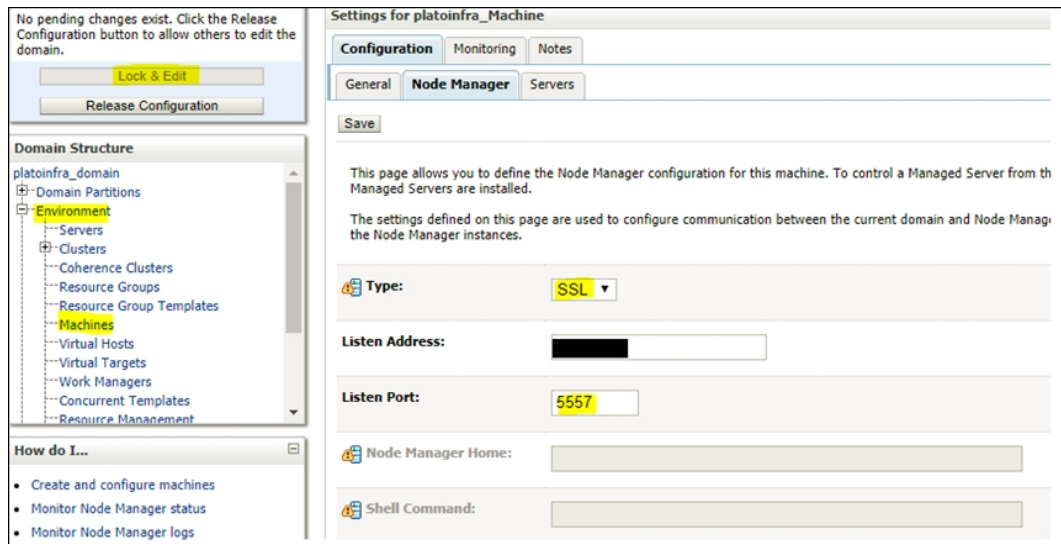 No pending changes exist. Click the Release
Configuration button to allow others to edit the
domain.
Lock & Edit
Release Configuration
Domain Structure
platoinfra_domain
Domain Partitions
Environment
Servers
Clusters
Coherence Clusters
Resource Groups
Resource Group Templates
Machines
Virtual Hosts
Virtual Targets
Work Managers
Concurrent Templates
Resource Management
How do I...
Create and configure machines
Monitor Node Manager status
Monitor Node Manager logs
Settings for platoinfra_Machine
Configuration Monitoring Notes
General Node Manager Servers
Save
This page allows you to define the Node Manager configuration for this machine. To control a Managed Server from th
Managed Servers are installed.
The settings defined on this page are used to configure communication between the current domain and Node Manage
the Node Manager instances.
Type: SSL
Listen Address:
Listen Port: 5557
Node Manager Home:
Shell Command: